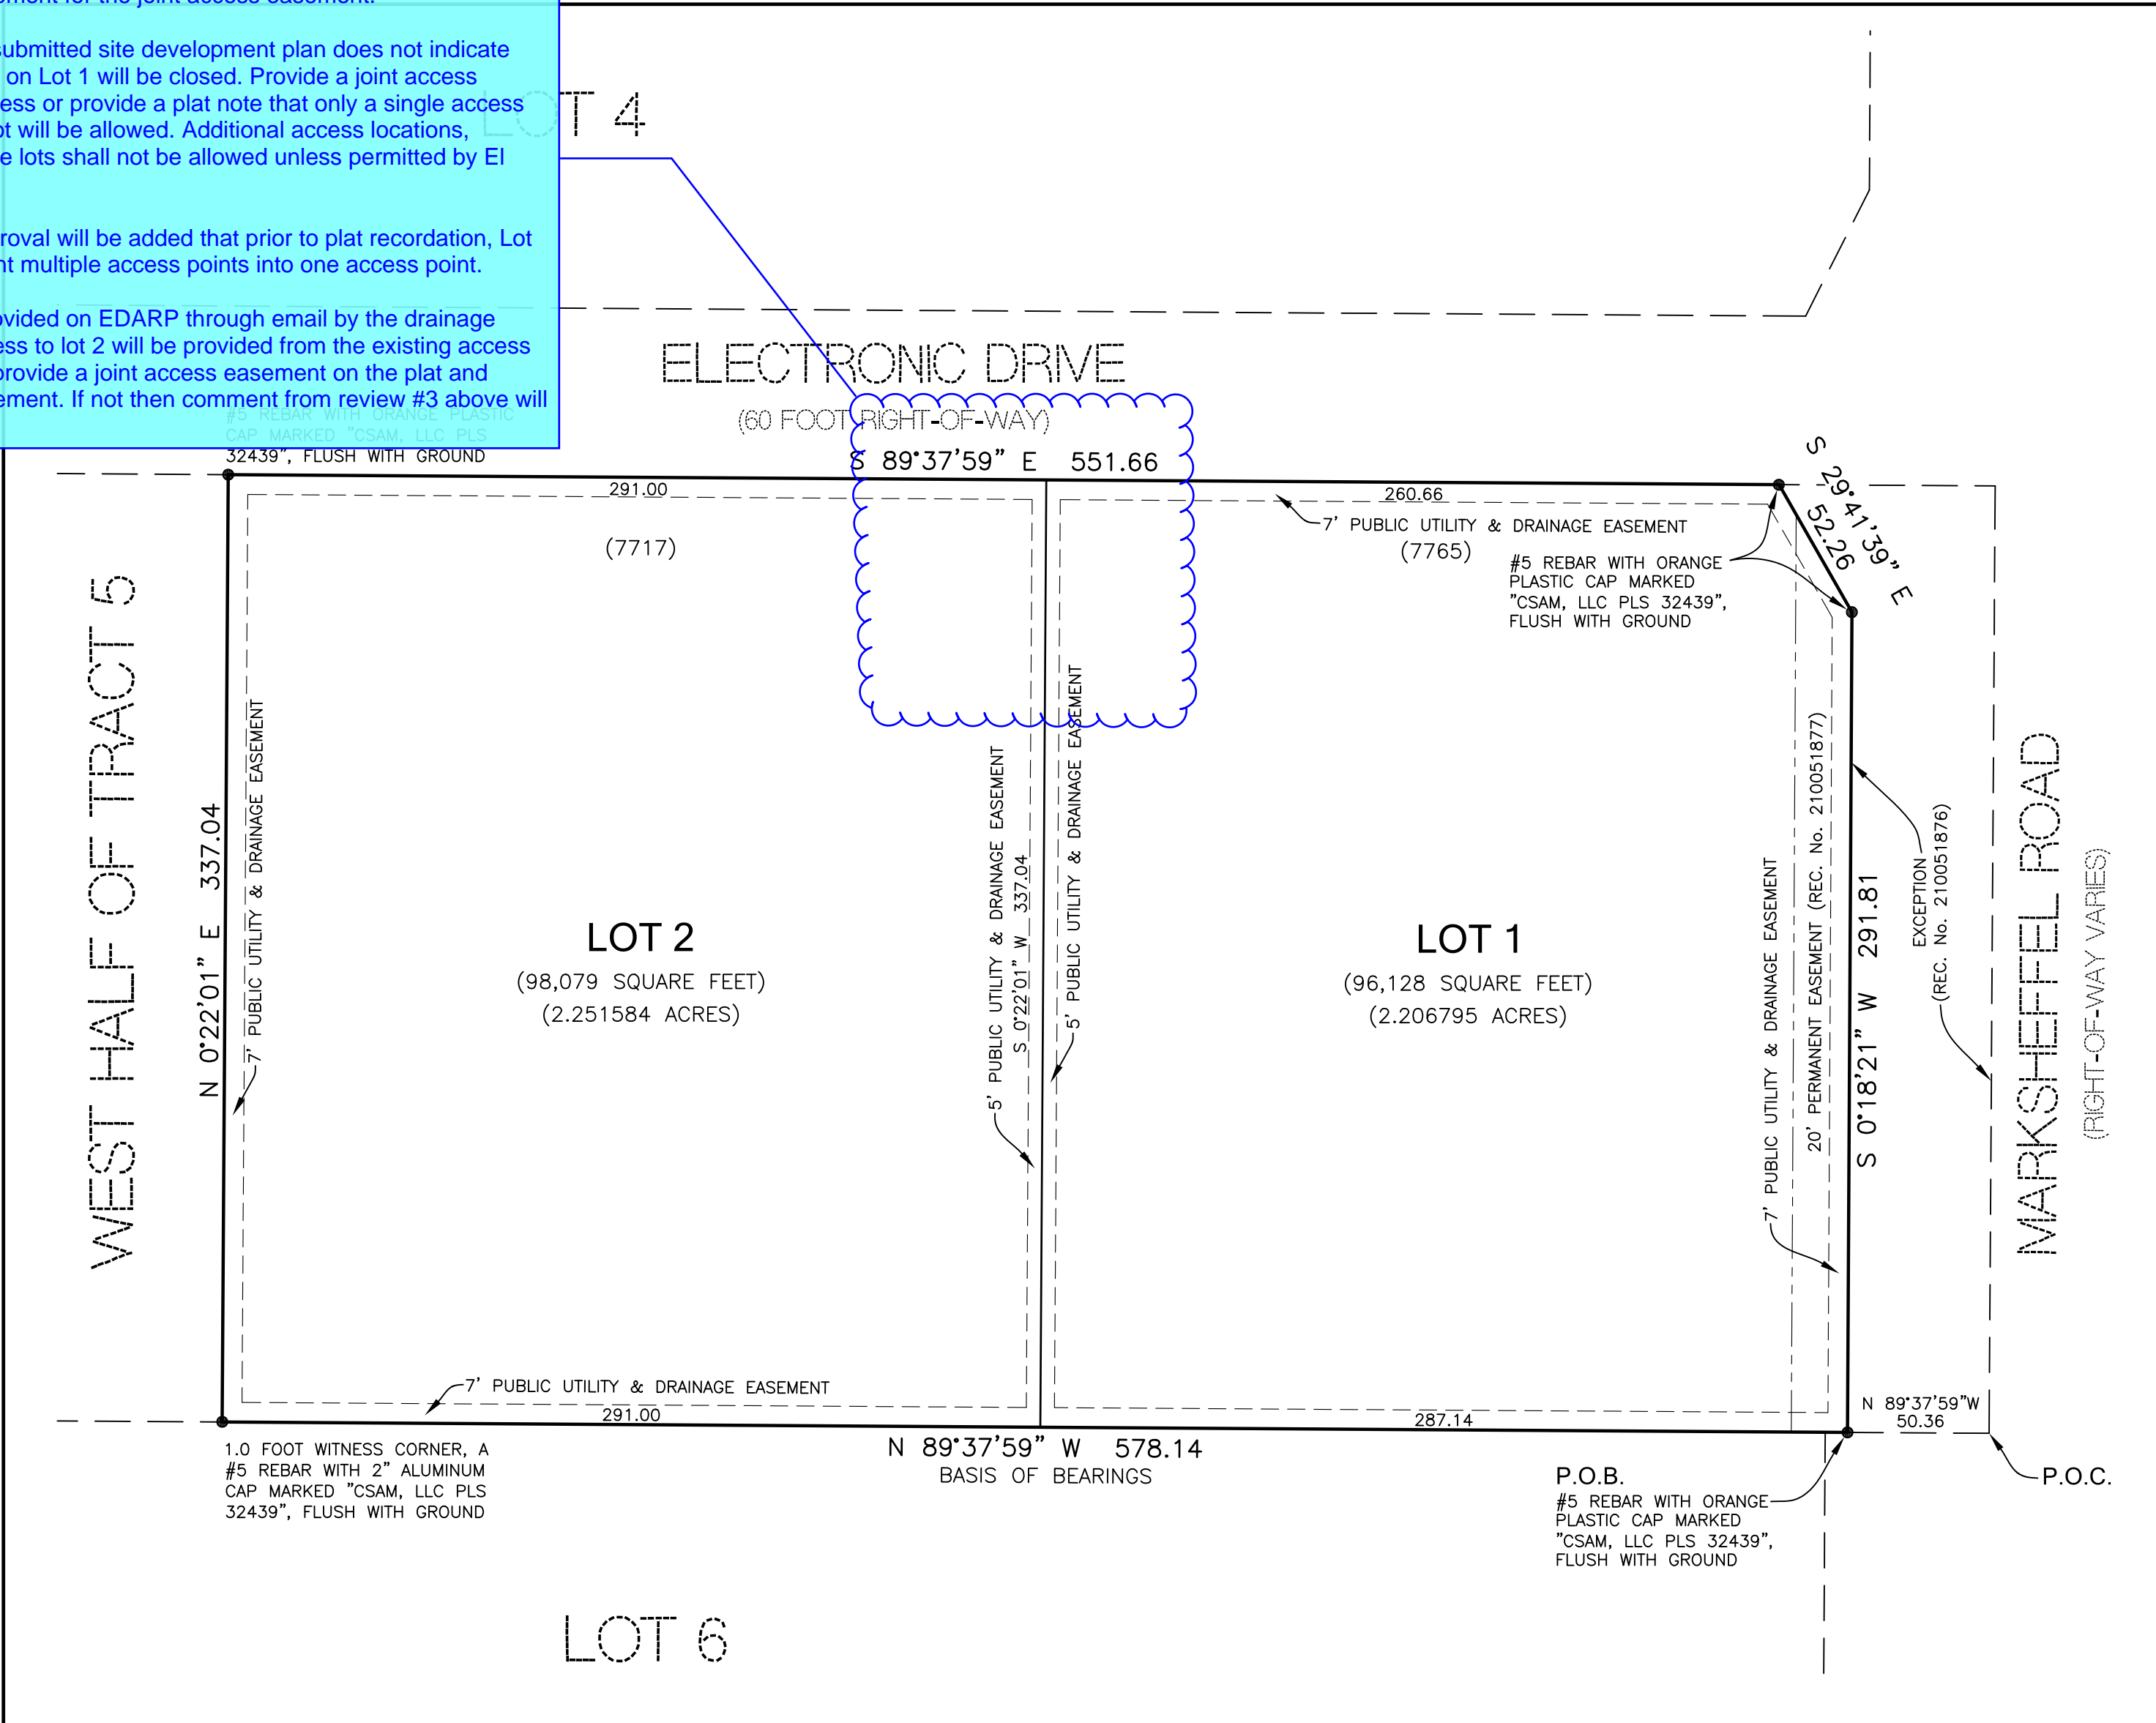 ement for the joint access easement.
submitted site development plan does not indicate
on Lot 1 will be closed. Provide a joint access
ess or provide a plat note that only a single access
ot will be allowed. Additional access locations,
e lots shall not be allowed unless permitted by El
roval will be added that prior to plat recordation, Lot
nt multiple access points into one access point.
ovided on EDARP through email by the drainage
ess to lot 2 will be provided from the existing access
provide a joint access easement on the plat and
ement. If not then comment from review #3 above will
LOT 4
ELECTRONIC DRIVE
(60 FOOT RIGHT-OF-WAY)
#5 REBAR WITH ORANGE PLASTIC
CAP MARKED "CSAM, LLC PLS
32439", FLUSH WITH GROUND
S 89°37'59" E 551.66
291.00
260.66
S 29°41'39" E
52.26
7' PUBLIC UTILITY & DRAINAGE EASEMENT
(7717)
(7765)
#5 REBAR WITH ORANGE
PLASTIC CAP MARKED
"CSAM, LLC PLS 32439",
FLUSH WITH GROUND
WEST HALF OF TRACT 5
N 0°22'01" E 337.04
7' PUBLIC UTILITY & DRAINAGE EASEMENT
LOT 2
(98,079 SQUARE FEET)
(2.251584 ACRES)
5' PUBLIC UTILITY & DRAINAGE EASEMENT
S 0°22'01" W 337.04
5' PUBLIC UTILITY & DRAINAGE EASEMENT
LOT 1
(96,128 SQUARE FEET)
(2.206795 ACRES)
7' PUBLIC UTILITY & DRAINAGE EASEMENT
20' PERMANENT EASEMENT (REC. No. 210051877)
S 0°18'21" W 291.81
EXCEPTION
(REC. No. 210051876)
MARKSHEFFEL ROAD
(RIGHT-OF-WAY VARIES)
7' PUBLIC UTILITY & DRAINAGE EASEMENT
291.00
287.14
N 89°37'59"W
50.36
1.0 FOOT WITNESS CORNER, A
#5 REBAR WITH 2" ALUMINUM
CAP MARKED "CSAM, LLC PLS
32439", FLUSH WITH GROUND
N 89°37'59" W 578.14
BASIS OF BEARINGS
P.O.B.
#5 REBAR WITH ORANGE
PLASTIC CAP MARKED
"CSAM, LLC PLS 32439",
FLUSH WITH GROUND
P.O.C.
LOT 6